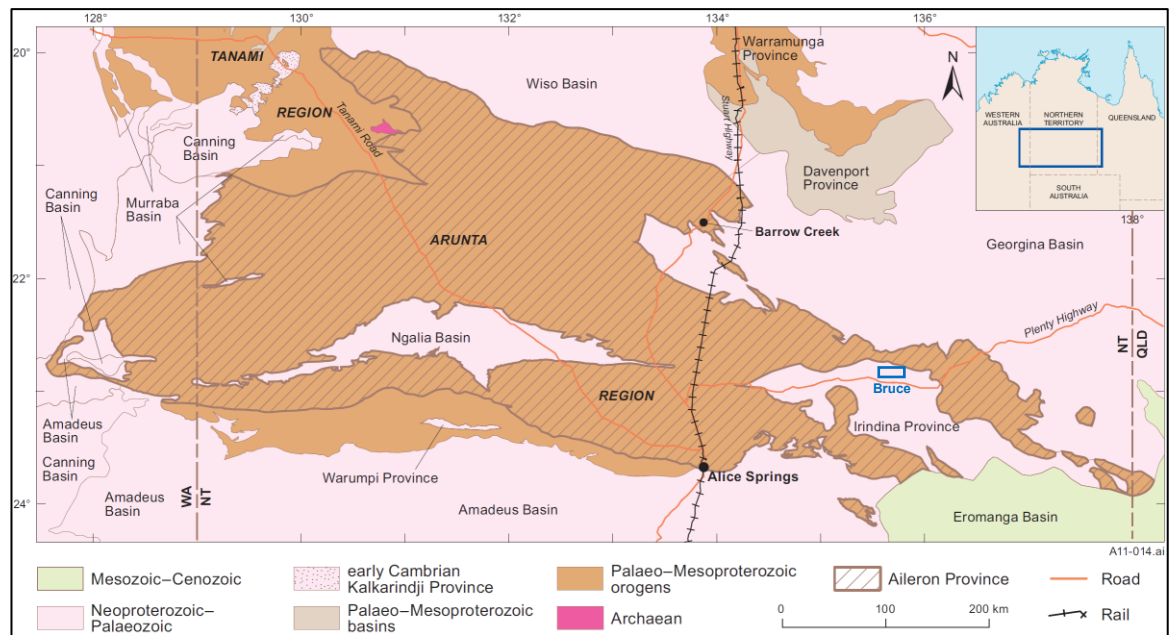 128°
130°
132°
134°
136°
20°
TANAMI
REGION
Tanami Road
Wiso Basin
Warramunga
Province
N
Stuart Highway
WESTERN
AUSTRALIA
NORTHERN
TERRITORY
QUEENSLAND
SOUTH
AUSTRALIA
138°
Canning
Basin
Canning
Basin
Murraba
Basin
Davenport
Province
ARUNTA
Barrow Creek
Georgina Basin
22°
Ngalia Basin
Plenty Highway
NT
QLD
REGION
Bruce
Irindina Province
Amadeus
Basin
Canning
Basin
Warumpi Province
Alice Springs
24°
Amadeus
Basin
WA
NT
Amadeus Basin
Eromanga Basin
A11-014.ai
Mesozoic–Cenozoic
early Cambrian
Kalkarindji Province
Palaeo–Mesoproterozoic
orogens
Aileron Province
Road
Neoproterozoic–
Palaeozoic
Palaeo–Mesoproterozoic
basins
Archaean
0 100 200 km
Rail